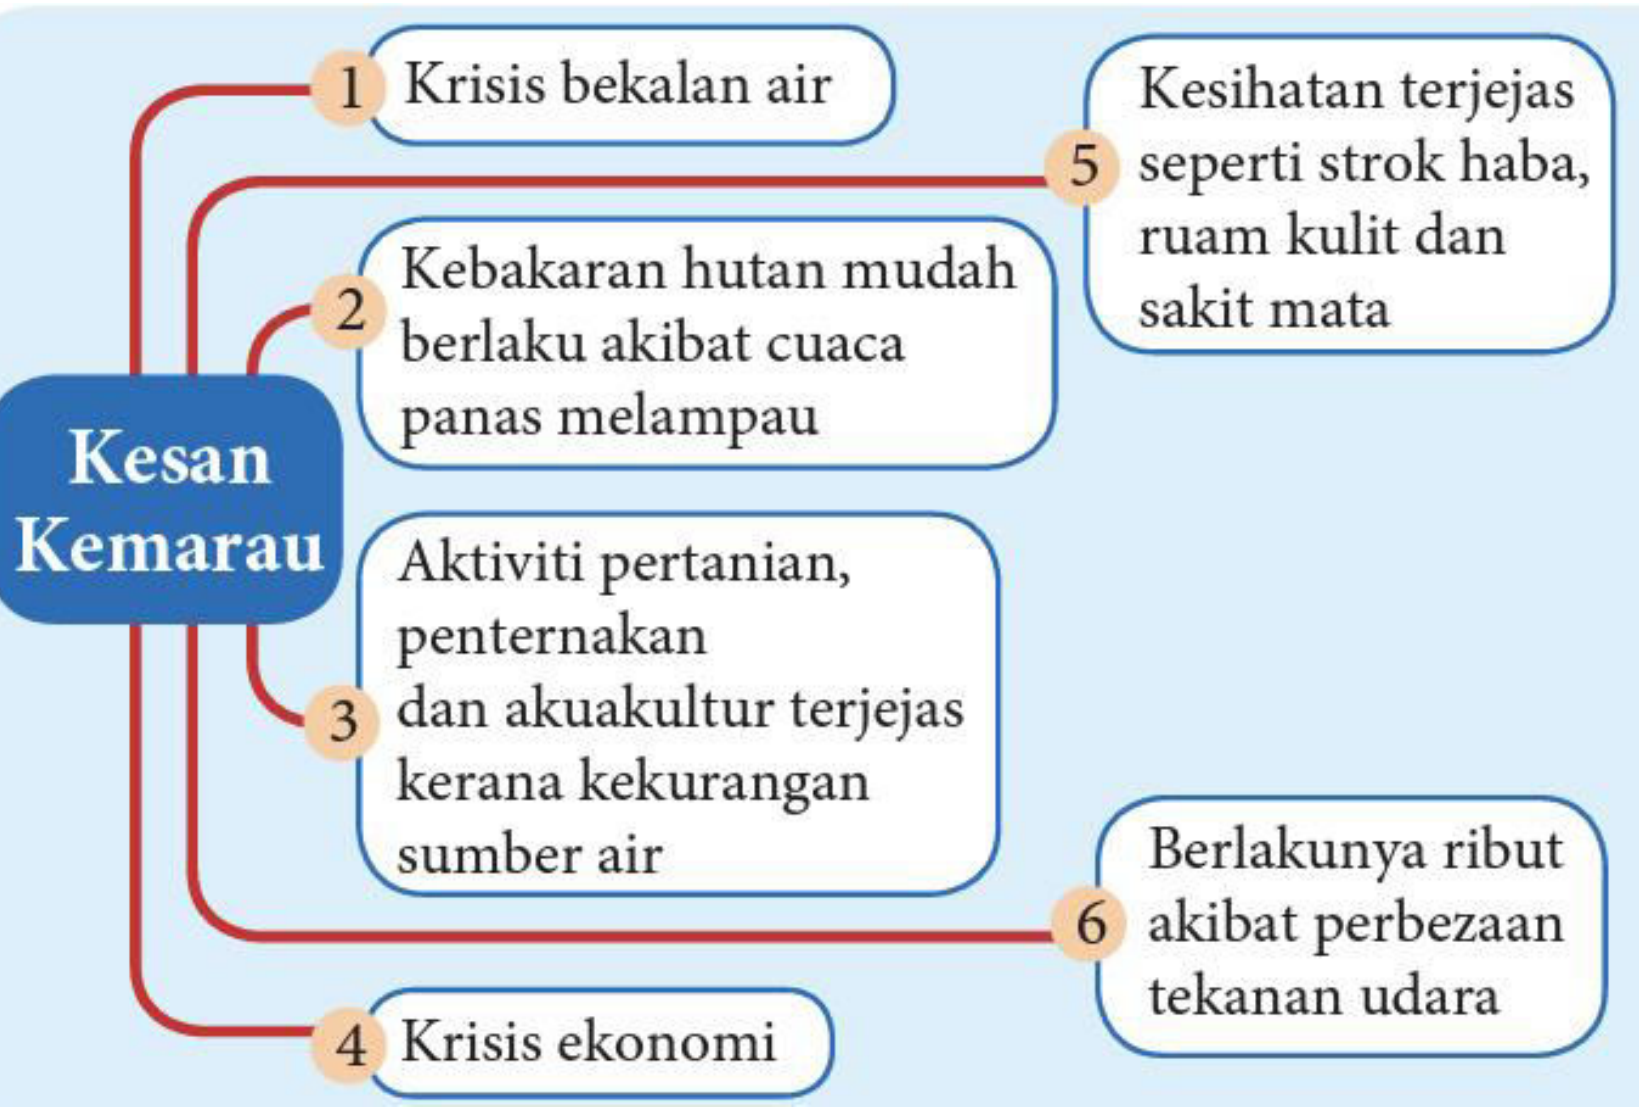 Kesan
Kemarau
1
Krisis bekalan air
2
Kebakaran hutan mudah
berlaku akibat cuaca
panas melampau
3
Aktiviti pertanian,
penternakan
dan akuakultur terjejas
kerana kekurangan
sumber air
4
Krisis ekonomi
5
Kesihatan terjejas
seperti strok haba,
ruam kulit dan
sakit mata
6
Berlakunya ribut
akibat perbezaan
tekanan udara